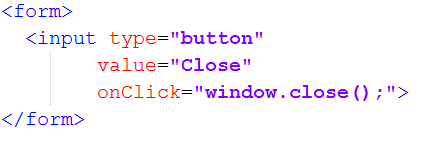 <form>
<input type="button"
value="Close"
onClick="window.close();">
</form>